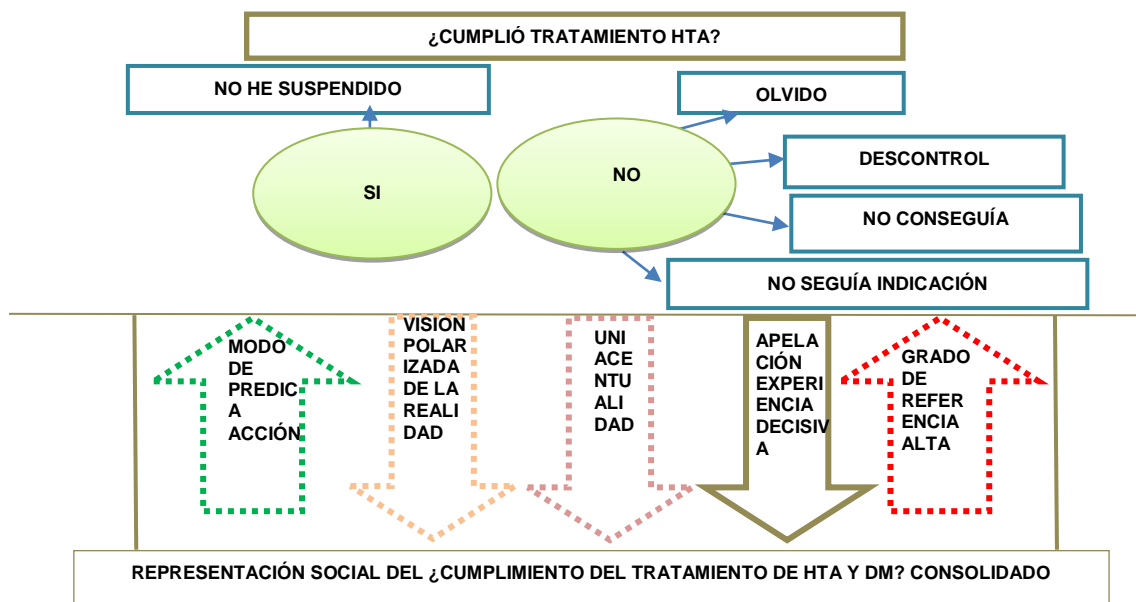 ¿CUMPLIÓ TRATAMIENTO HTA?
NO HE SUSPENDIDO
OLVIDO
SI
NO
DESCONTROL
NO CONSEGUÍA
NO SEGUÍA INDICACIÓN
MODO
DE
PREDIC
A
ACCIÓN
VISION
POLAR
IZADA
DE LA
REALI
DAD
UNI
ACE
NTU
ALI
DAD
APELA
CIÓN
EXPERI
ENCIA
DECISIV
A
GRADO
DE
REFER
ENCIA
ALTA
REPRESENTACIÓN SOCIAL DEL ¿CUMPLIMIENTO DEL TRATAMIENTO DE HTA Y DM? CONSOLIDADO